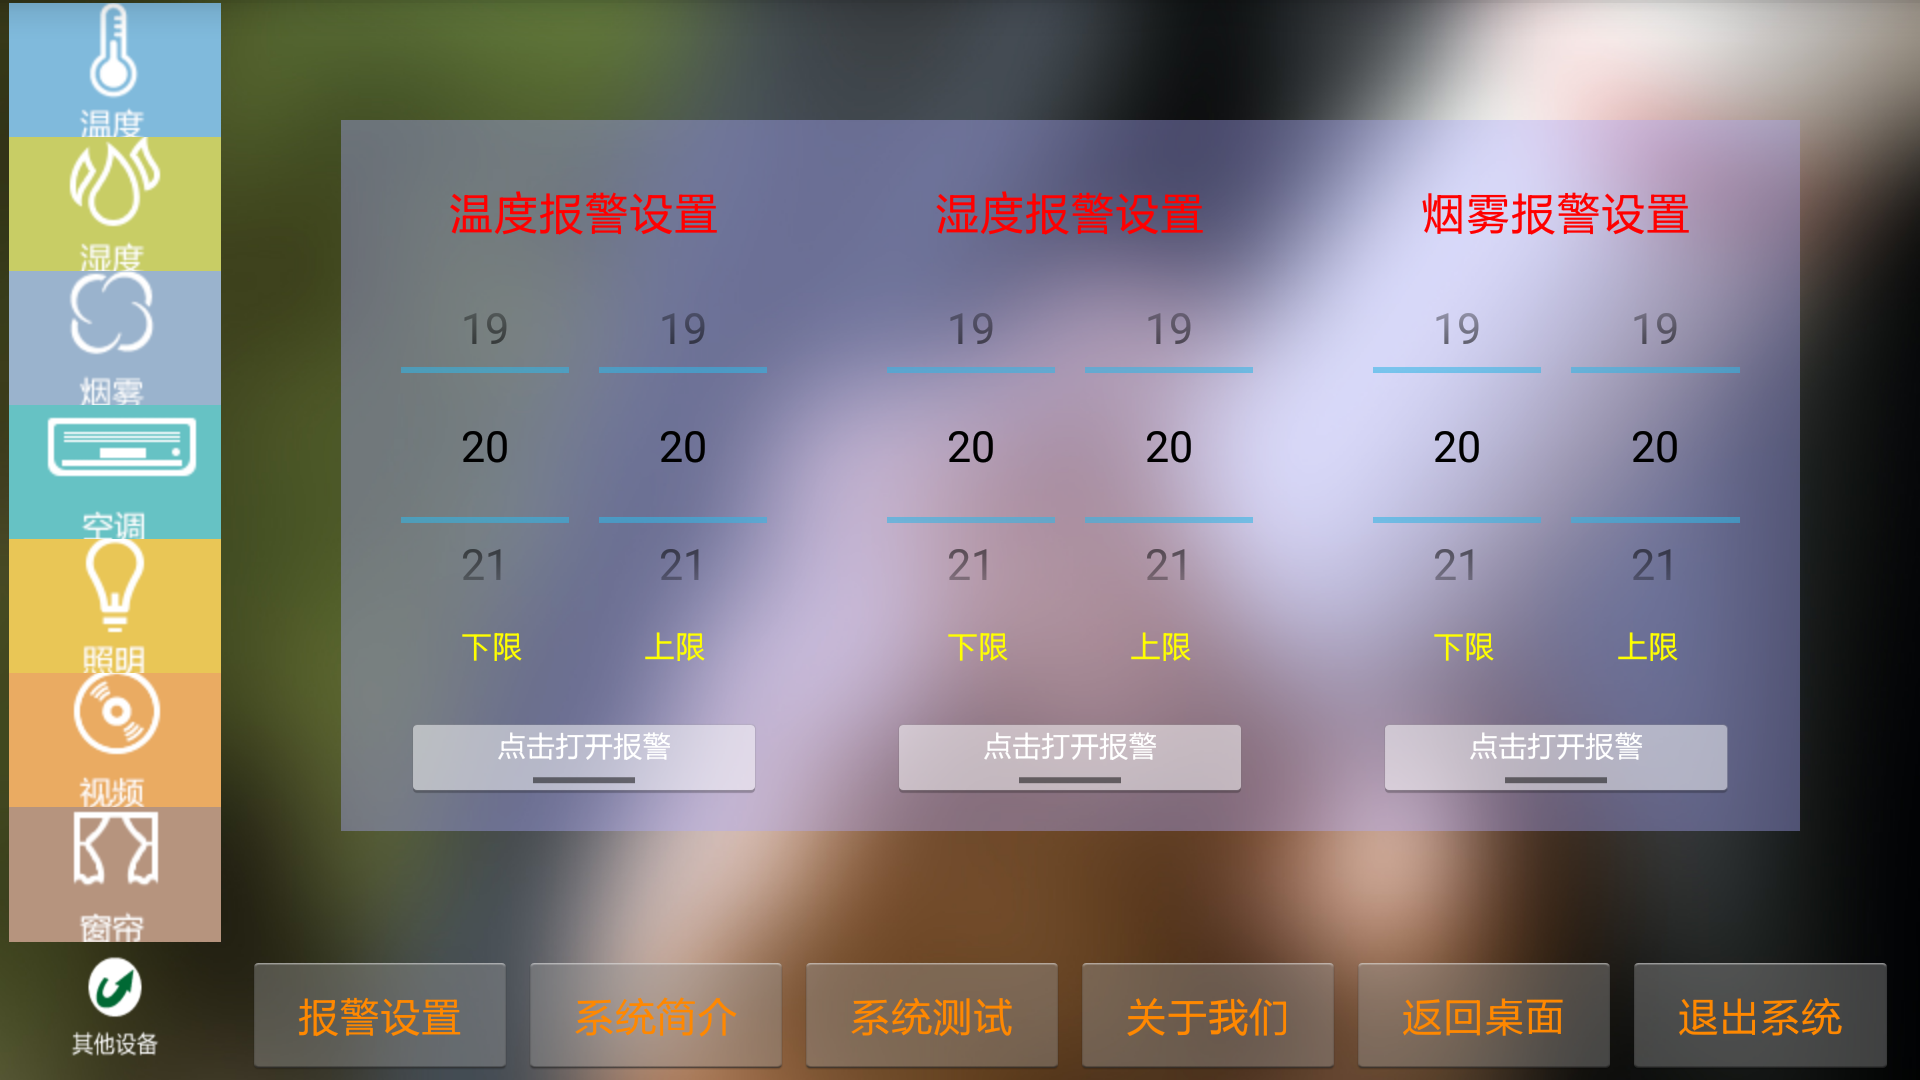 温度
湿度
烟雾
空调
照明
视频
窗帘
其他设备
温度报警设置
19 19
20 20
21 21
下限 上限
点击打开报警
湿度报警设置
19 19
20 20
21 21
下限 上限
点击打开报警
烟雾报警设置
19 19
20 20
21 21
下限 上限
点击打开报警
报警设置 系统简介 系统测试 关于我们 返回桌面 退出系统